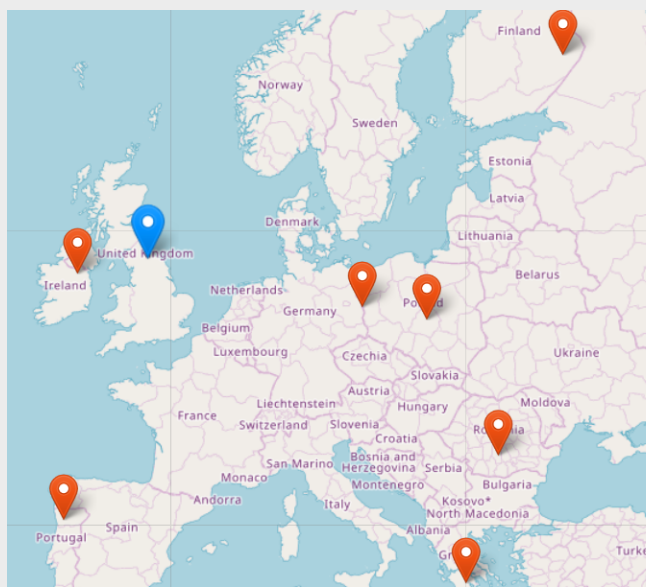 Finland
Norway
Sweden
Estonia
Latvia
Denmark
Lithuania
United Kingdom
Belarus
Ireland
Netherlands
Germany
Belgium
Luxembourg
Czechia
Ukraine
Slovakia
Austria
Liechtenstein
Hungary
Moldova
France
Switzerland
Slovenia
Croatia
San Marino
Bosnia and
Herzegovina
Serbia
Monaco
Montenegro
Bulgaria
Andorra
Italy
Kosovo*
North Macedonia
Spain
Portugal
Albania
Turke